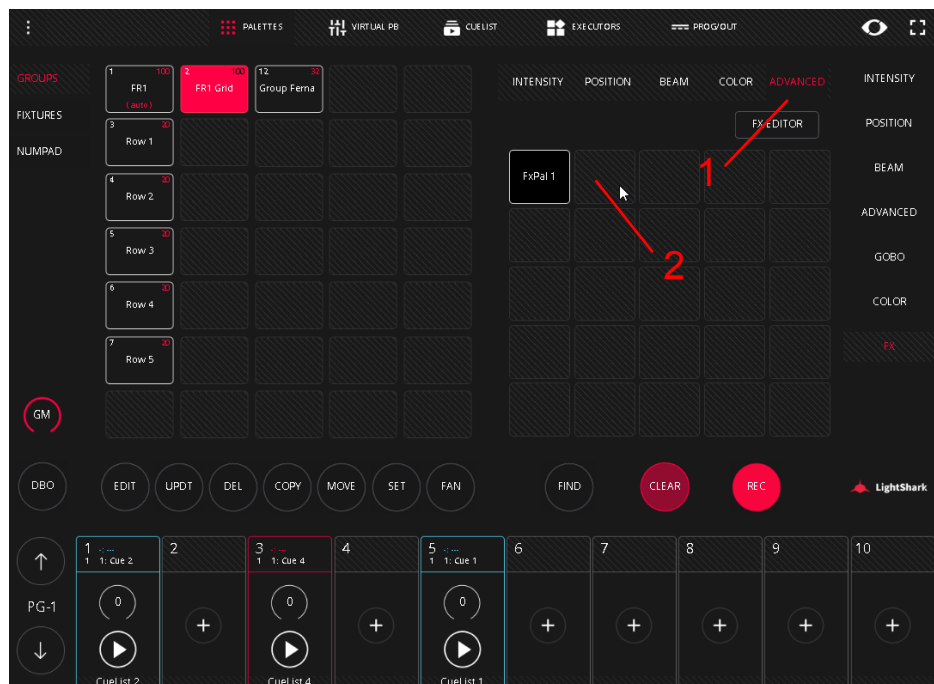 PALETTES VIRTUAL PB CUELIST EXECUTORS PROG/OUT
GROUPS
FIXTURES
NUMPAD
1 100
FR1
(auto)
2 100
FR1 Grid
12 32
Group Ferna
3 20
Row 1
4 20
Row 2
5 20
Row 3
6 20
Row 4
7 20
Row 5
INTENSITY POSITION BEAM COLOR ADVANCED
FX EDITOR
FxPal 1
1
2
INTENSITY
POSITION
BEAM
ADVANCED
GOBO
COLOR
FX
GM
DBO EDIT UPDT DEL COPY MOVE SET FAN FIND CLEAR REC LightShark
PG-1
1 -:---
1 1: Cue 2
0
CueList 2
2
+
3 -:---
1 1: Cue 4
0
CueList 4
4
+
5 -:---
1 1: Cue 1
0
CueList 1
6
+
7
+
8
+
9
+
10
+